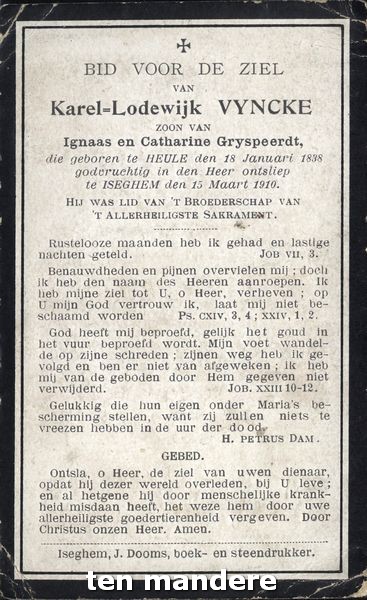 BID VOOR DE ZIEL
VAN
Karel-Lodewijk VYNCKE
ZOON VAN
Ignaas en Catharine Gryspeerdt,
die geboren te HEULE den 18 Januari 1838
godvruchtig in den Heer ontsliep
te ISEGHEM den 15 Maart 1910.
HIJ WAS LID VAN 'T BROEDERSCHAP VAN
'T ALLERHEILIGSTE SAKRAMENT.
Rustelooze maanden heb ik gehad en lastige
nachten geteld. JOB VII, 3.
Benauwdheden en pijnen overvielen mij; doch
ik heb den naam des Heeren aanroepen. Ik
heb mijne ziel tot U, o Heer, verheven; op
U mijn God vertrouw ik, laat mij niet be-
schaamd worden PS. CXIV, 3, 4; XXIV, 1, 2.
God heeft mij beproefd, gelijk het goud in
het vuur beproefd wordt. Mijn voet wandel-
de op zijne schreden; zijnen weg heb ik ge-
volgd en ben er niet van afgeweken; ik heb
mij van de geboden door Hem gegeven niet
verwijderd. JOB. XXIII 10-12.
Gelukkig die hun eigen onder Maria's be-
scherming stellen, want zij zullen niets te
vreezen hebben in de uur der dood.
H. PETRUS DAM.
GEBED.
Ontsla, o Heer, de ziel van uwen dienaar,
opdat hij dezer wereld overleden, bij U leve;
en al hetgene hij door menschelijke krank-
heid misdaan heeft, het weze hem door uwe
allerheiligste goedertierenheid vergeven. Door
Christus onzen Heer. Amen.
Iseghem, J. Dooms, boek- en steendrukker.
ten mandere